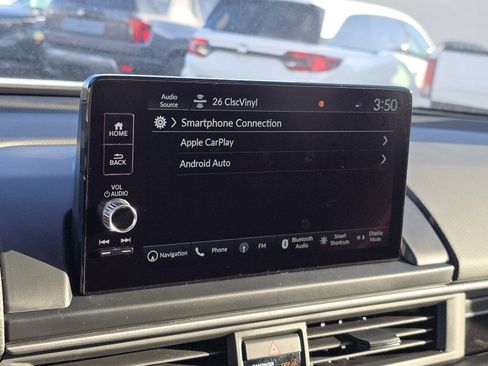 Audio
Source
26 ClscVinyl
3:50
HOME
Smartphone Connection
Apple CarPlay
BACK
Android Auto
VOL
AUDIO
Navigation
Phone
FM
Bluetooth
Audio
Smart
Shortcuts
Display
Mode
PASSENGER